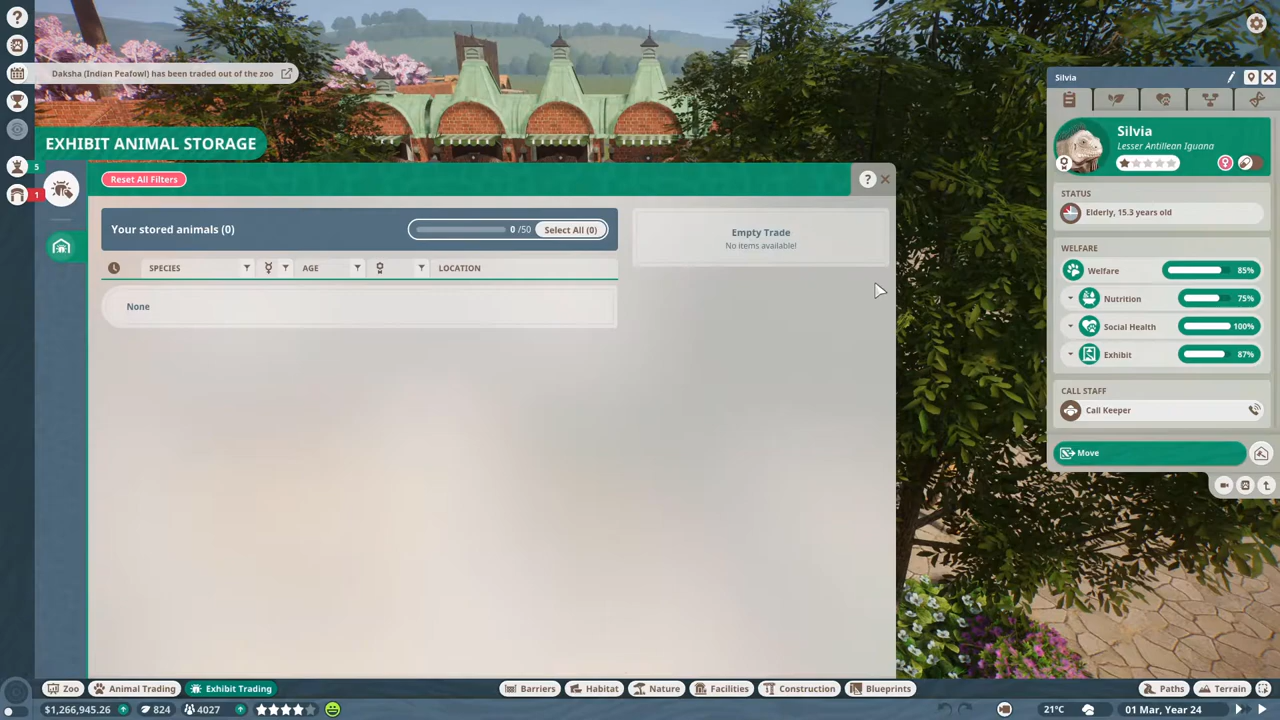 Daksha (Indian Peafowl) has been traded out of the zoo
EXHIBIT ANIMAL STORAGE
5
1
Reset All Filters
?
Your stored animals (0)
0 /50
Select All (0)
SPECIES
AGE
LOCATION
None
Empty Trade
No items available!
Silvia
Silvia
Lesser Antillean Iguana
STATUS
Elderly, 15.3 years old
WELFARE
Welfare
85%
Nutrition
75%
Social Health
100%
Exhibit
87%
CALL STAFF
Call Keeper
Move
Zoo
Animal Trading
Exhibit Trading
Barriers
Habitat
Nature
Facilities
Construction
Blueprints
Paths
Terrain
$1,266,945.26
824
4027
21°C
01 Mar, Year 24